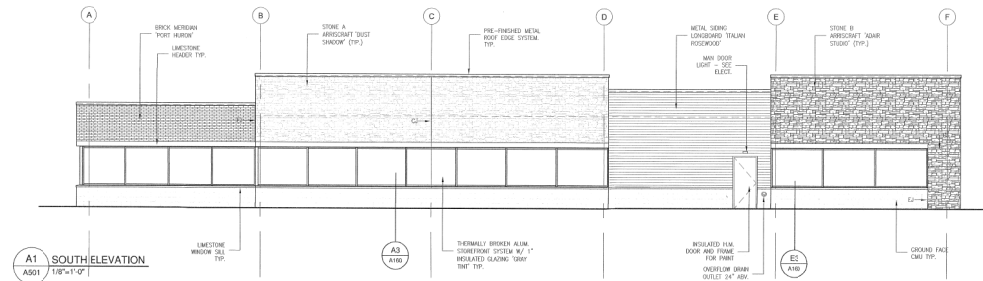 A
B
C
D
E
F
BRICK MERIDIAN
'PORT HURON'
LIMESTONE
HEADER TYP.
STONE A
ARRISCRAFT 'DUST
SHADOW' (TYP.)
PRE-FINISHED METAL
ROOF EDGE SYSTEM.
TYP.
METAL SIDING
LONGBOARD 'ITALIAN
ROSEWOOD'
MAN DOOR
LIGHT - SEE
ELECT.
STONE B
ARRISCRAFT 'ADAIR
STUDIO' (TYP.)
LIMESTONE
WINDOW SILL
TYP.
A3
A160
THERMALLY BROKEN ALUM.
STOREFRONT SYSTEM W/ 1"
INSULATED GLAZING 'GRAY
TINT' TYP.
INSULATED H.M.
DOOR AND FRAME
FOR PAINT
OVERFLOW DRAIN
OUTLET 24" ABV.
A160
GROUND FACE
CMU TYP.
A1
A501
SOUTH ELEVATION
1/8"=1'-0"